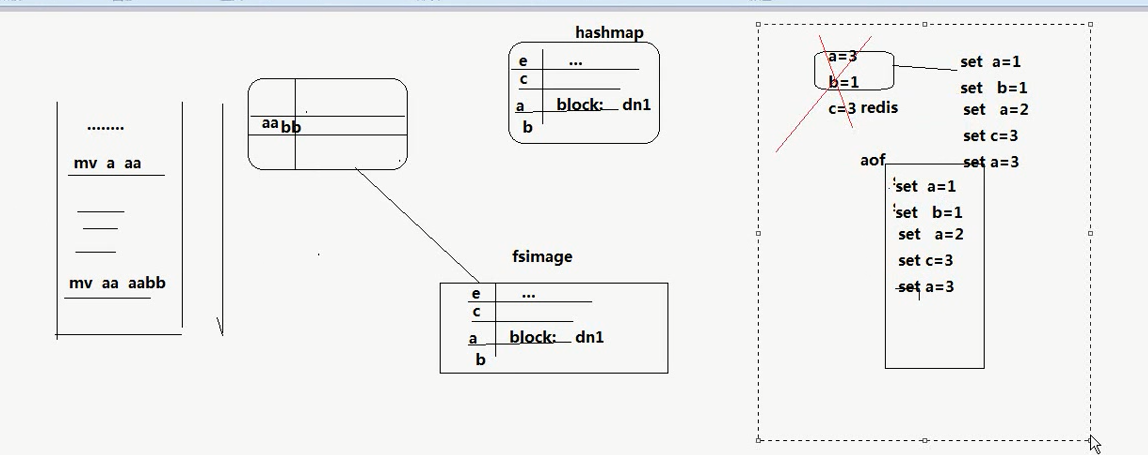 ........
mv a aa
mv aa aabb
aa bb
hashmap
e ...
c
a block: dn1
b
fsimage
e ...
c
a block: dn1
b
a=3
b=1
c=3 redis
set a=1
set b=1
set a=2
set c=3
set a=3
aof
set a=1
set b=1
set a=2
set c=3
set a=3